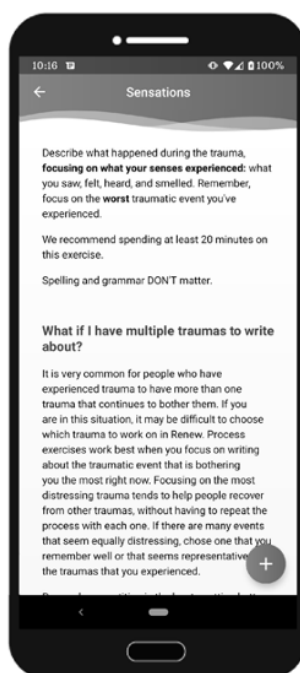 10:16 100%
Sensations
Describe what happened during the trauma,
focusing on what your senses experienced: what
you saw, felt, heard, and smelled. Remember,
focus on the worst traumatic event you've
experienced.
We recommend spending at least 20 minutes on
this exercise.
Spelling and grammar DON'T matter.
What if I have multiple traumas to write
about?
It is very common for people who have
experienced trauma to have more than one
trauma that continues to bother them. If you
are in this situation, it may be difficult to choose
which trauma to work on in Renew. Process
exercises work best when you focus on writing
about the traumatic event that is bothering
you the most right now. Focusing on the most
distressing trauma tends to help people recover
from other traumas, without having to repeat the
process with each one. If there are many events
that seem equally distressing, chose one that you
remember well or that seems representative
the traumas that you experienced.